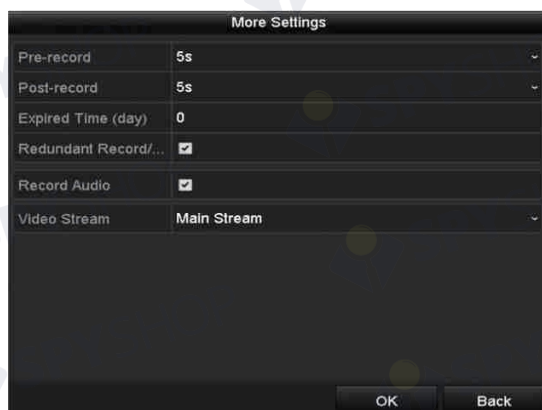 More Settings
Pre-record 5s
Post-record 5s
Expired Time (day) 0
Redundant Record/...
Record Audio
Video Stream Main Stream
OK Back